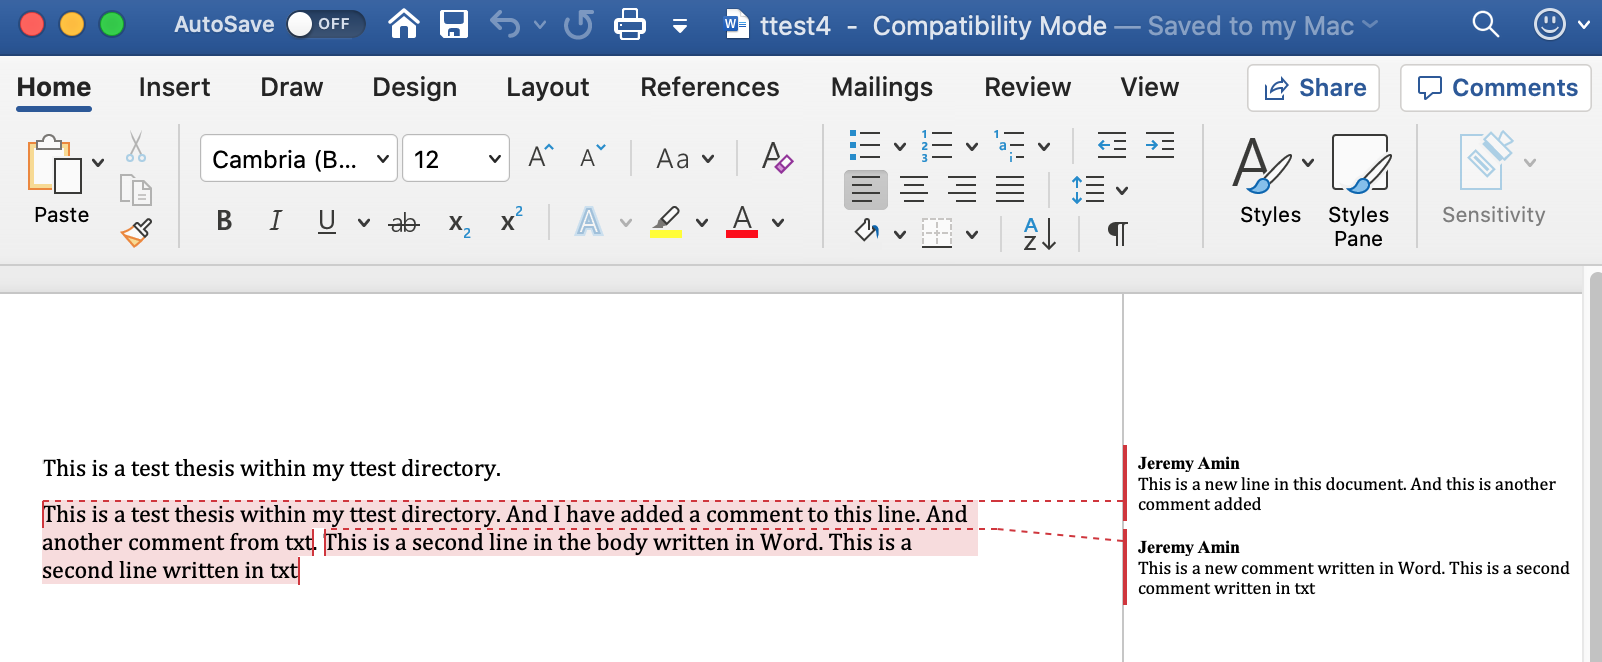 AutoSave OFF ttest4 - Compatibility Mode — Saved to my Mac
Home Insert Draw Design Layout References Mailings Review View Share Comments
Paste
Cambria (B... 12 A A Aa A
B I U ab X2 X2 A A
1 2 3
1 a i
A Z ¶
Styles
Styles Pane
Sensitivity
This is a test thesis within my ttest directory.
This is a test thesis within my ttest directory. And I have added a comment to this line. And
another comment from txt. This is a second line in the body written in Word. This is a
second line written in txt
Jeremy Amin
This is a new line in this document. And this is another
comment added
Jeremy Amin
This is a new comment written in Word. This is a second
comment written in txt